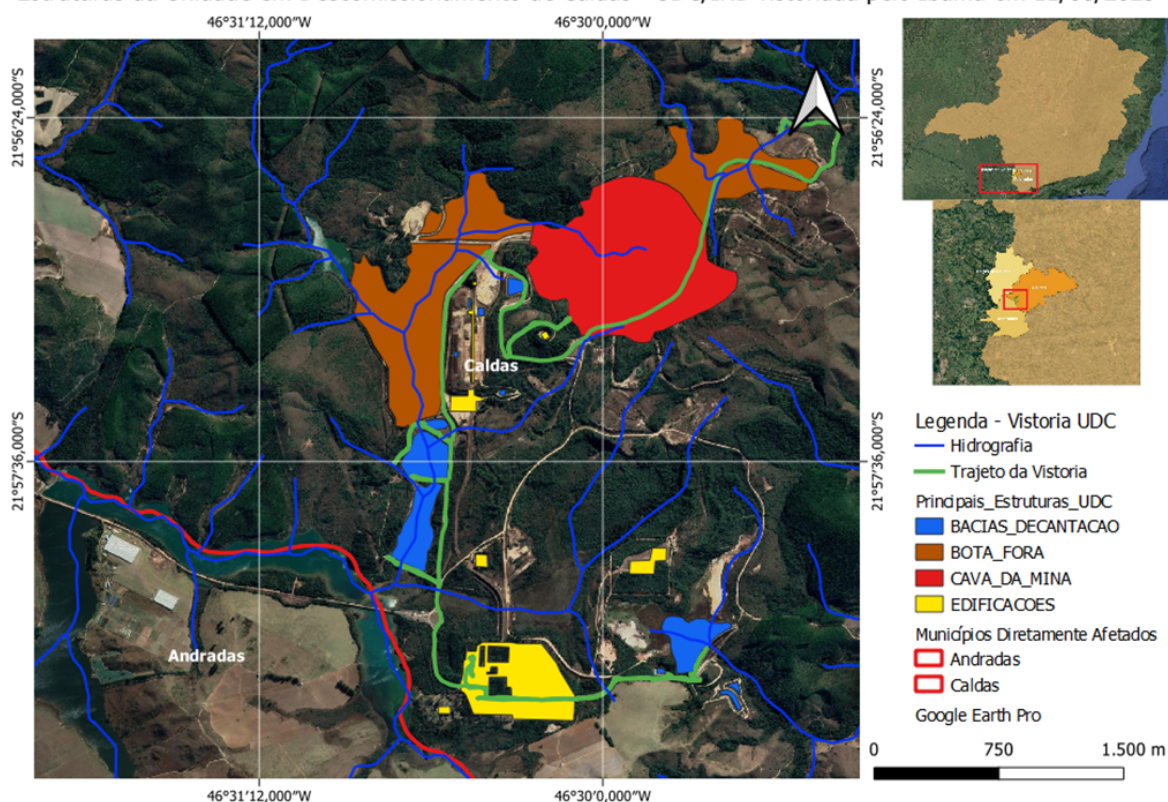 46°31'12,000"W
46°30'0,000"W
21°56'24,000"S
21°56'24,000"S
Caldas
21°57'36,000"S
21°57'36,000"S
Andradas
46°31'12,000"W
46°30'0,000"W
Legenda - Vistoria UDC
Hidrografia
Trajeto da Vistoria
Principais_Estruturas_UDC
BACIAS_DECANTACAO
BOTA_FORA
CAVA_DA_MINA
EDIFICACOES
Municípios Diretamente Afetados
Andradas
Caldas
Google Earth Pro
0 750 1.500 m